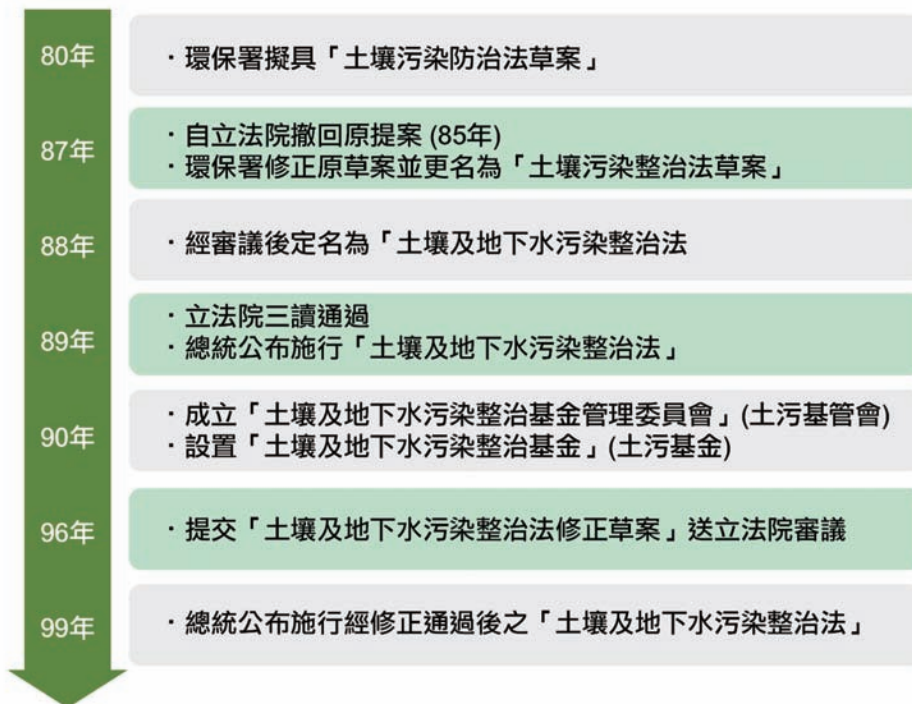 80年
・環保署擬具「土壤污染防治法草案」
87年
・自立法院撤回原提案 (85年)
・環保署修正原草案並更名為「土壤污染整治法草案」
88年
・經審議後定名為「土壤及地下水污染整治法
89年
・立法院三讀通過
・總統公布施行「土壤及地下水污染整治法」
90年
・成立「土壤及地下水污染整治基金管理委員會」(土污基管會)
・設置「土壤及地下水污染整治基金」(土污基金)
96年
・提交「土壤及地下水污染整治法修正草案」送立法院審議
99年
・總統公布施行經修正通過後之「土壤及地下水污染整治法」